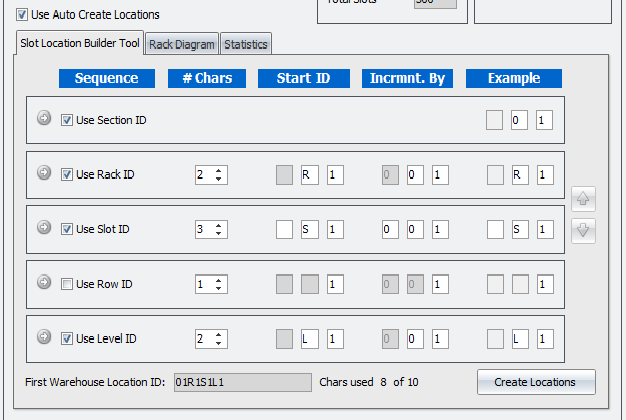 Total Slots 500
Use Auto Create Locations
Slot Location Builder Tool Rack Diagram Statistics
Sequence # Chars Start ID Incrmnt. By Example
Use Section ID 0 1
Use Rack ID 2 R 1 0 0 1 R 1
Use Slot ID 3 S 1 0 0 1 S 1
Use Row ID 1 1 0 0 1 1
Use Level ID 2 L 1 0 0 1 L 1
First Warehouse Location ID: 01R1S1L1 Chars used 8 of 10 Create Locations